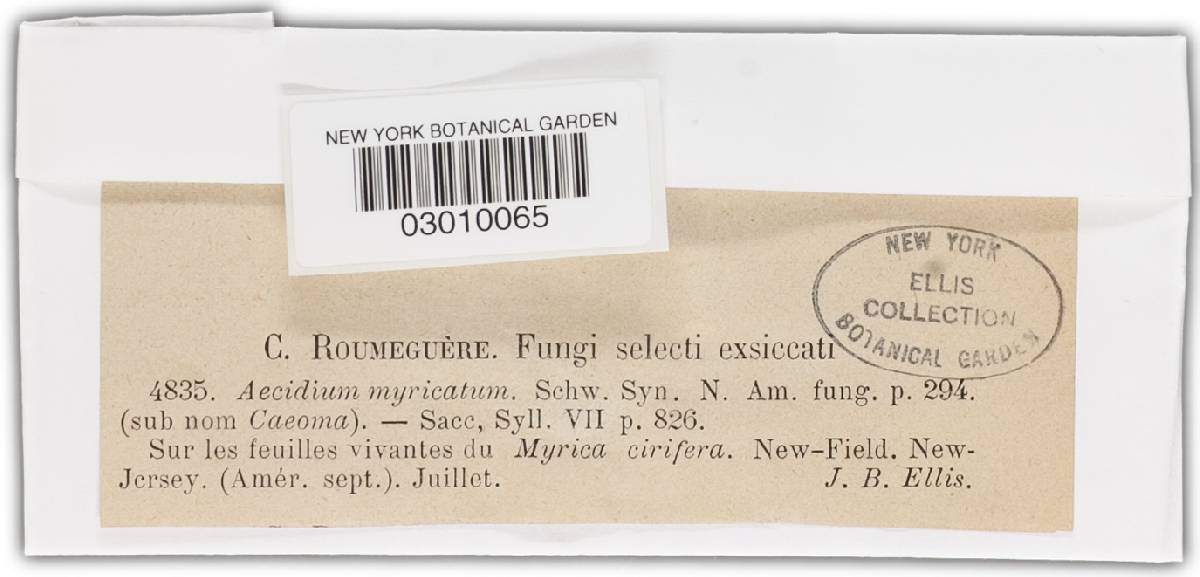 NEW YORK BOTANICAL GARDEN
03010065
NEW YORK
ELLIS
COLLECTION
BOTANICAL GARDEN
C. ROUMEGUÈRE. Fungi selecti exsiccati
4835. Aecidium myricatum. Schw. Syn. N. Am. fung. p. 294.
(sub nom Caeoma). — Sacc, Syll. VII p. 826.
Sur les feuilles vivantes du Myrica cirifera. New-Field. New-
Jersey. (Amér. sept.). Juillet. J. B. Ellis.